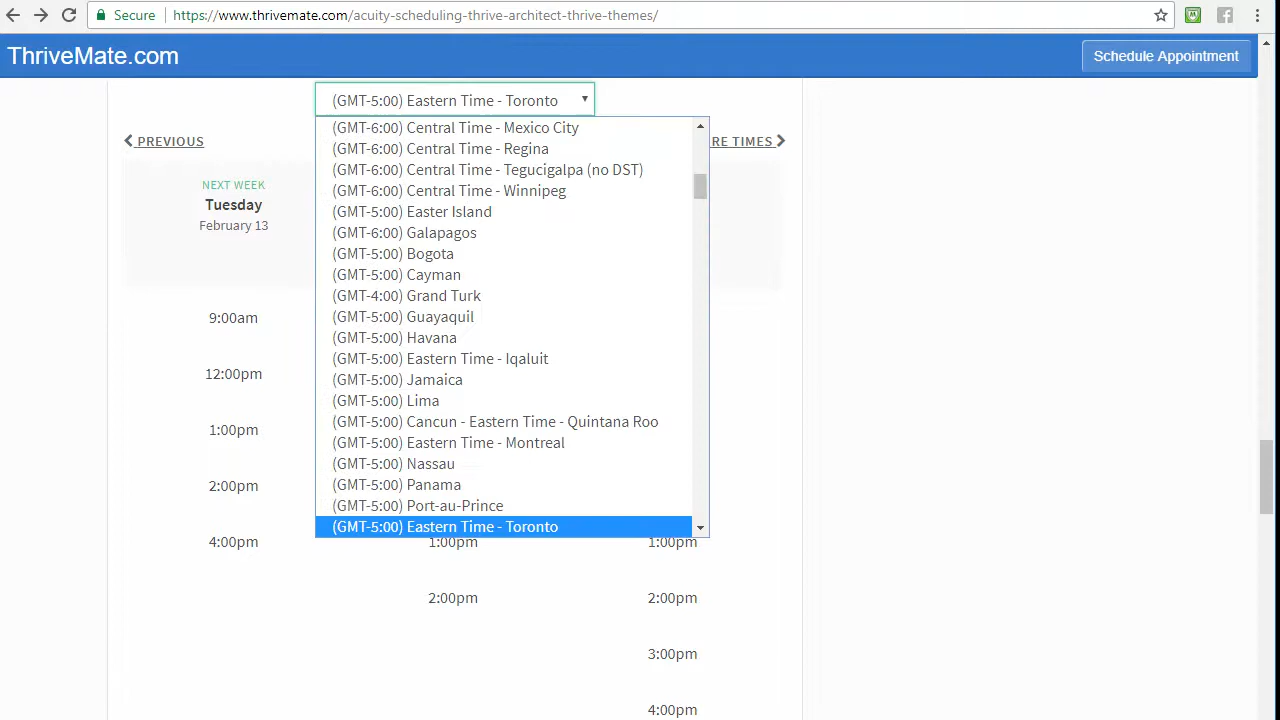 Secure https://www.thrivemate.com/acuity-scheduling-thrive-architect-thrive-themes/
ThriveMate.com Schedule Appointment
(GMT-5:00) Eastern Time - Toronto
PREVIOUS TIMES
(GMT-6:00) Central Time - Mexico City
(GMT-6:00) Central Time - Regina
(GMT-6:00) Central Time - Tegucigalpa (no DST)
(GMT-6:00) Central Time - Winnipeg
(GMT-5:00) Easter Island
(GMT-6:00) Galapagos
(GMT-5:00) Bogota
(GMT-5:00) Cayman
(GMT-4:00) Grand Turk
(GMT-5:00) Guayaquil
(GMT-5:00) Havana
(GMT-5:00) Eastern Time - Iqaluit
(GMT-5:00) Jamaica
(GMT-5:00) Lima
(GMT-5:00) Cancun - Eastern Time - Quintana Roo
(GMT-5:00) Eastern Time - Montreal
(GMT-5:00) Nassau
(GMT-5:00) Panama
(GMT-5:00) Port-au-Prince
(GMT-5:00) Eastern Time - Toronto
NEXT WEEK
Tuesday
February 13
9:00am
12:00pm
1:00pm
2:00pm
4:00pm 1:00pm 1:00pm
2:00pm 2:00pm
3:00pm
4:00pm